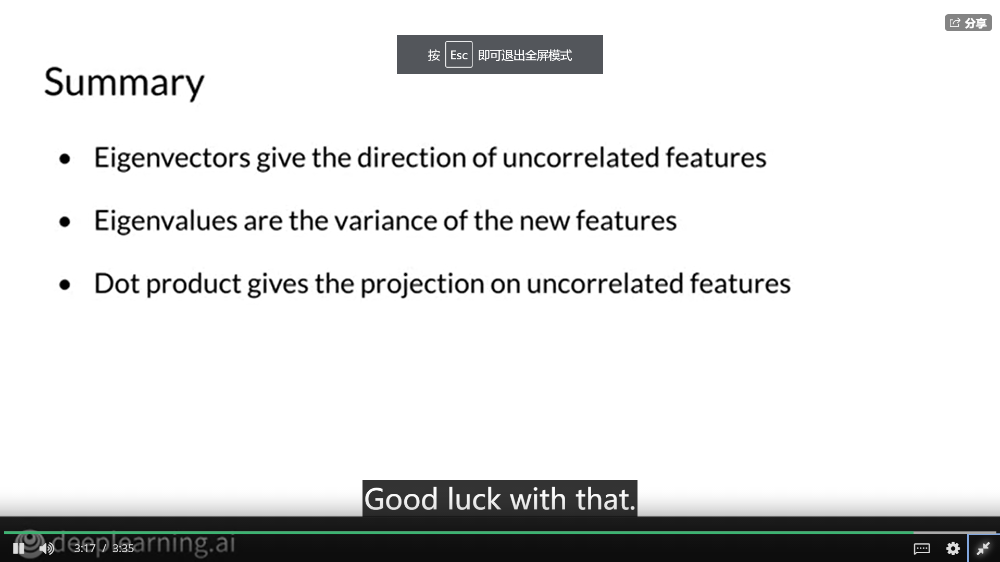 分享
按 Esc 即可退出全屏模式
Summary
• Eigenvectors give the direction of uncorrelated features
• Eigenvalues are the variance of the new features
• Dot product gives the projection on uncorrelated features
Good luck with that.
deeplearning.ai
3:17 / 3:35